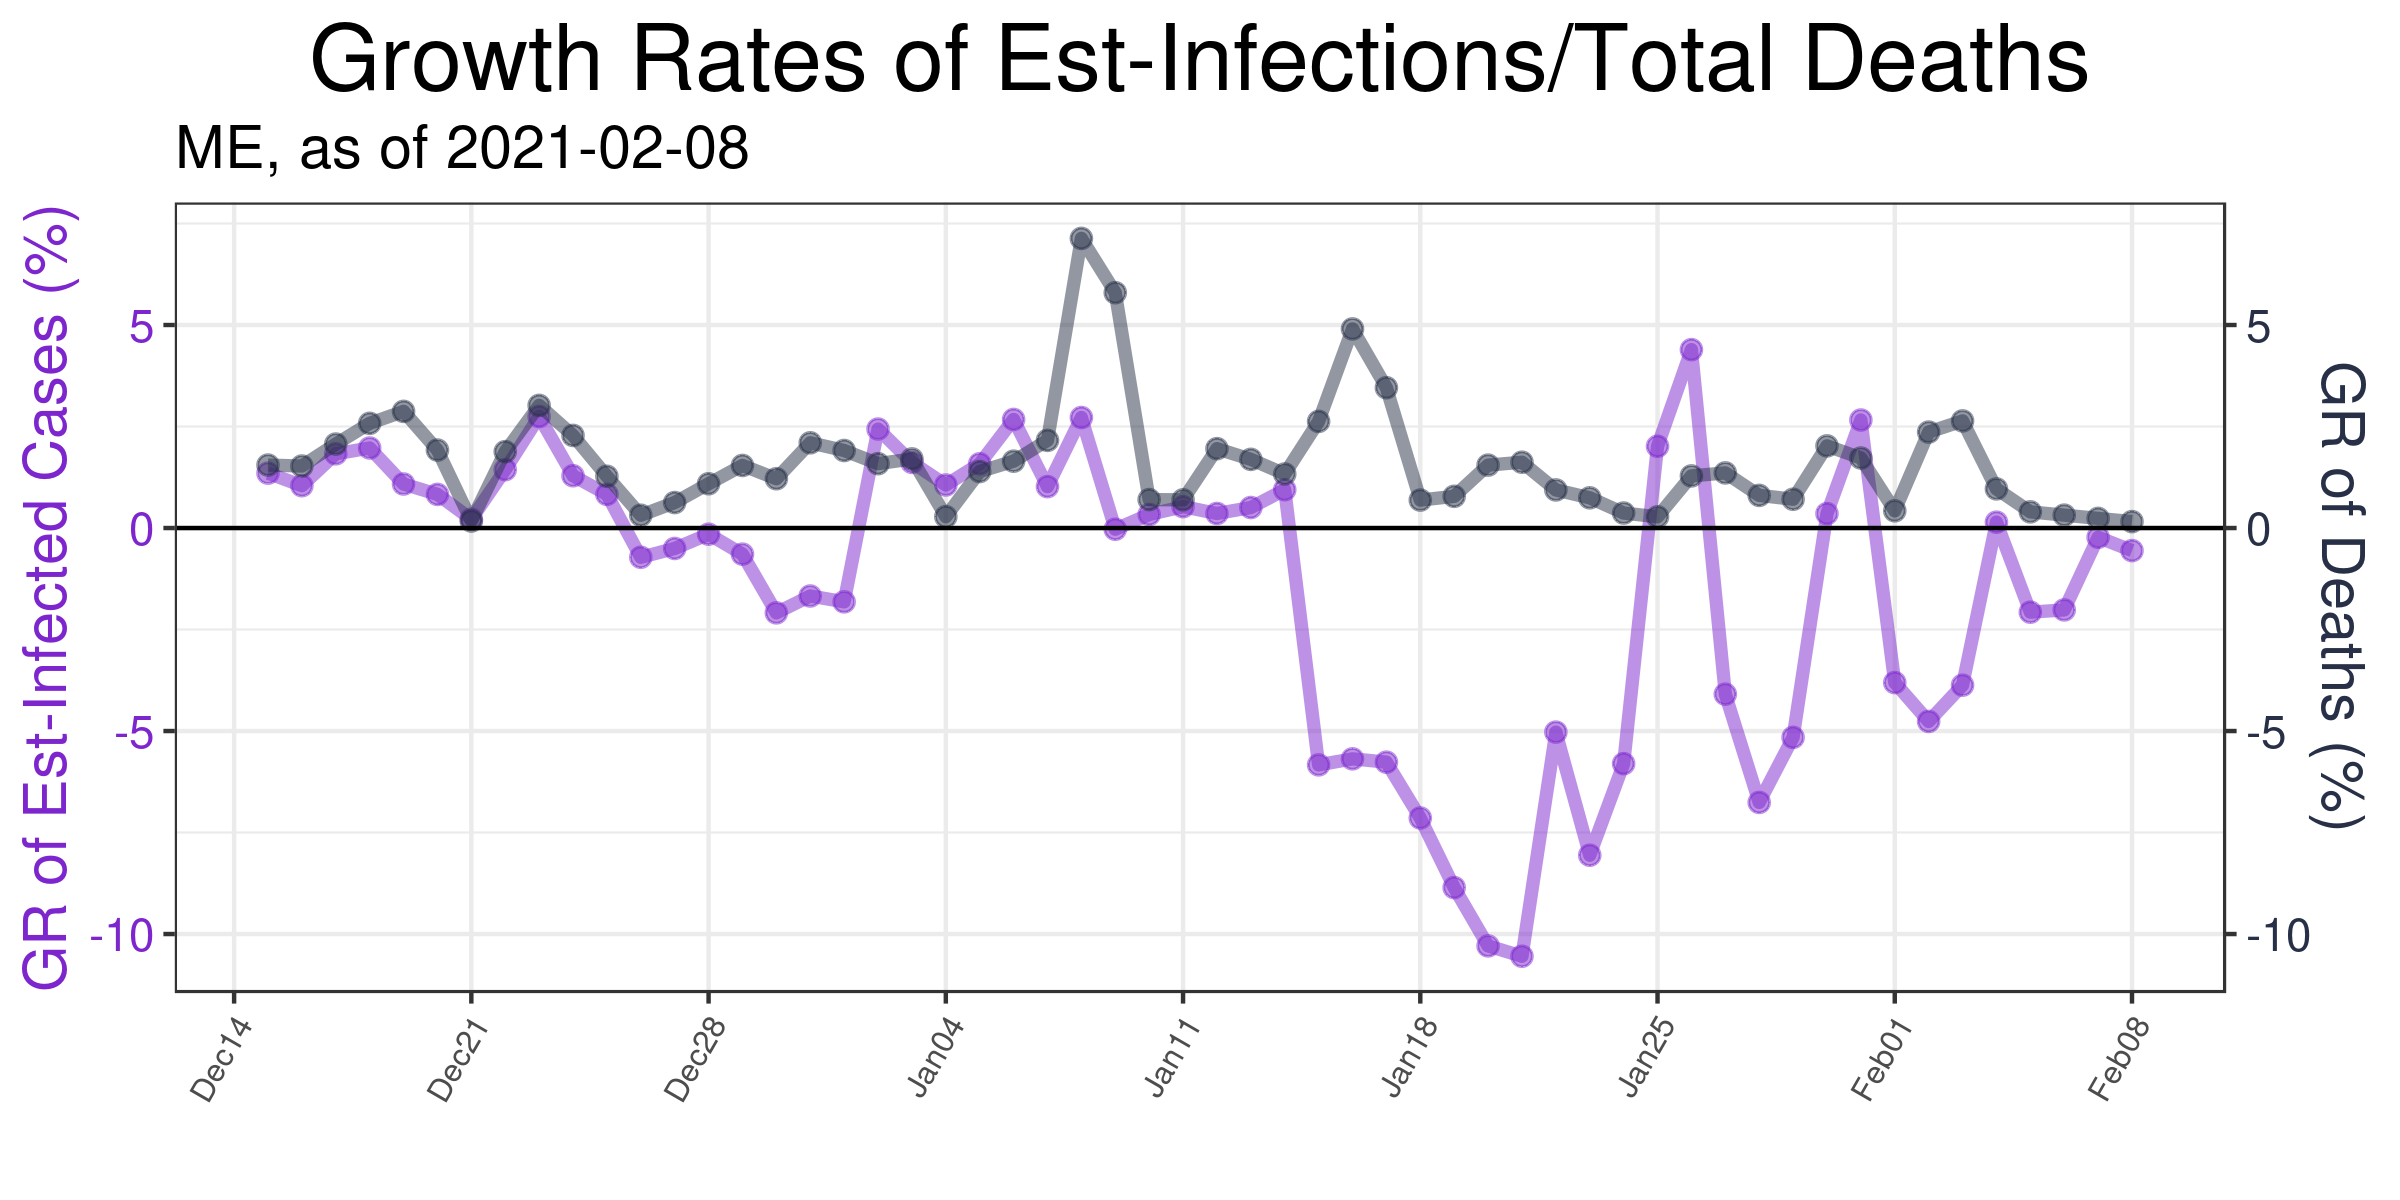 Growth Rates of Est-Infections/Total Deaths
ME, as of 2021-02-08
GR of Est-Infected Cases (%)
5
0
-5
-10
5
0
-5
-10
GR of Deaths (%)
Dec14
Dec21
Dec28
Jan04
Jan11
Jan18
Jan25
Feb01
Feb08